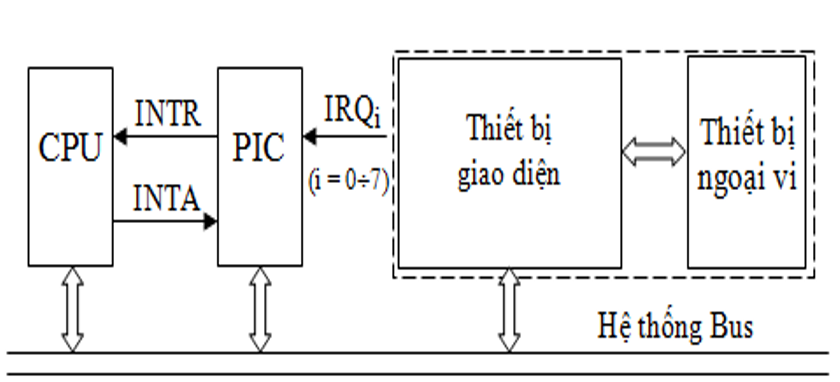 CPU
INTR
INTA
PIC
IRQi
(i = 0÷7)
Thiết bị
giao diện
Thiết bị
ngoại vi
Hệ thống Bus